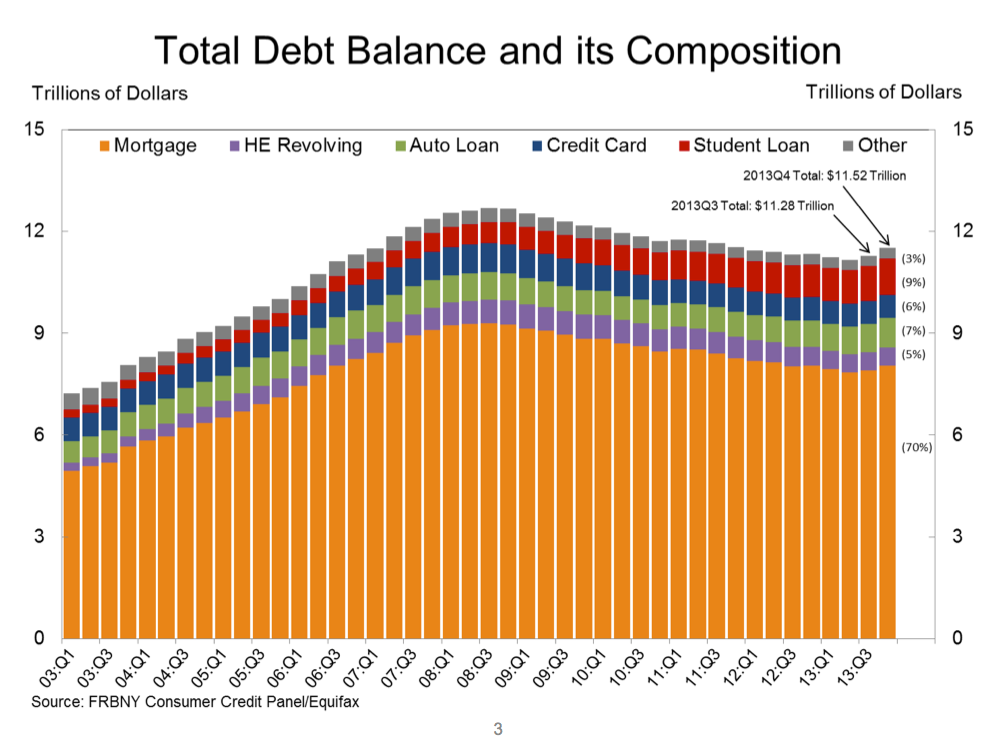 Total Debt Balance and its Composition
Trillions of Dollars
Trillions of Dollars
15
15
Mortgage HE Revolving Auto Loan Credit Card Student Loan Other
2013Q4 Total: $11.52 Trillion
2013Q3 Total: $11.28 Trillion
12
12
(3%)
(9%)
(6%)
(7%)
9
9
(5%)
6
6
(70%)
3
3
0
0
03:Q1 03:Q3 04:Q1 04:Q3 05:Q1 05:Q3 06:Q1 06:Q3 07:Q1 07:Q3 08:Q1 08:Q3 09:Q1 09:Q3 10:Q1 10:Q3 11:Q1 11:Q3 12:Q1 12:Q3 13:Q1 13:Q3
Source: FRBNY Consumer Credit Panel/Equifax
3